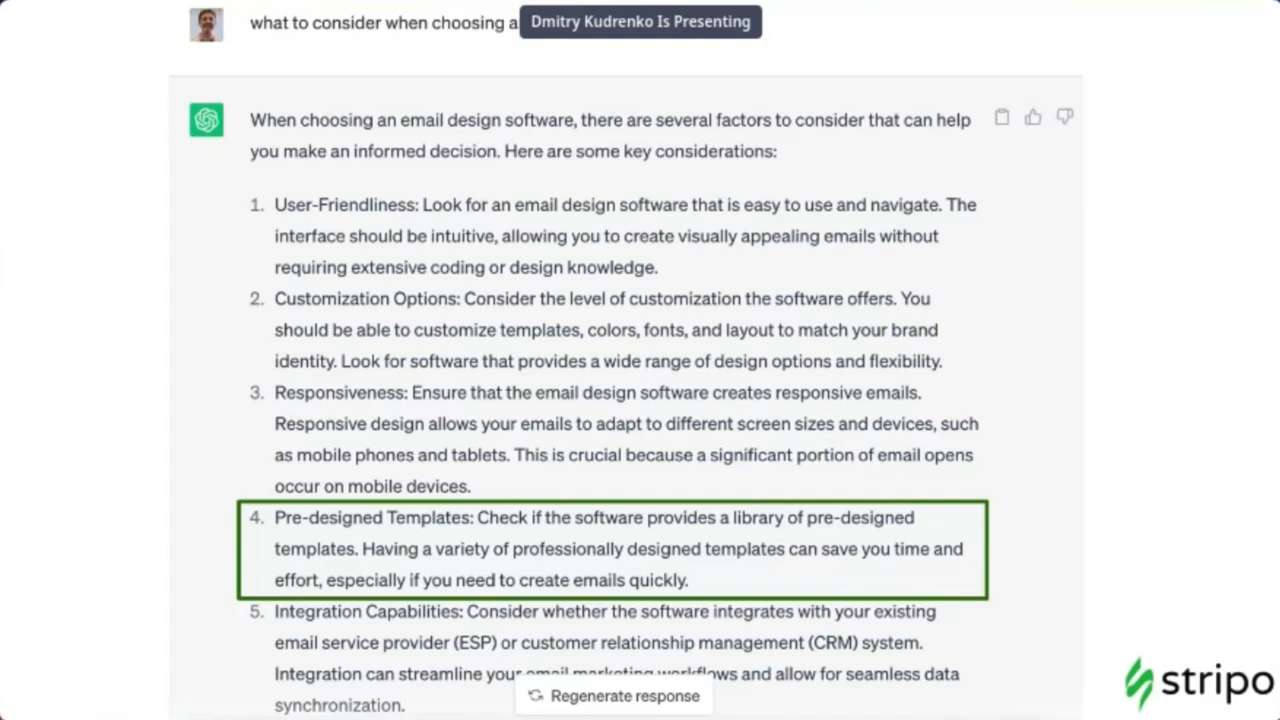 what to consider when choosing a
Dmitry Kudrenko Is Presenting
When choosing an email design software, there are several factors to consider that can help
you make an informed decision. Here are some key considerations:
1. User-Friendliness: Look for an email design software that is easy to use and navigate. The
interface should be intuitive, allowing you to create visually appealing emails without
requiring extensive coding or design knowledge.
2. Customization Options: Consider the level of customization the software offers. You
should be able to customize templates, colors, fonts, and layout to match your brand
identity. Look for software that provides a wide range of design options and flexibility.
3. Responsiveness: Ensure that the email design software creates responsive emails.
Responsive design allows your emails to adapt to different screen sizes and devices, such
as mobile phones and tablets. This is crucial because a significant portion of email opens
occur on mobile devices.
4. Pre-designed Templates: Check if the software provides a library of pre-designed
templates. Having a variety of professionally designed templates can save you time and
effort, especially if you need to create emails quickly.
5. Integration Capabilities: Consider whether the software integrates with your existing
email service provider (ESP) or customer relationship management (CRM) system.
Integration can streamline your email marketing workflows and allow for seamless data
synchronization.
Regenerate response
stripo